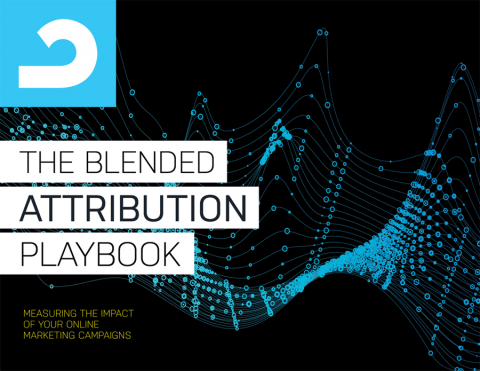 THE BLENDED
ATTRIBUTION
PLAYBOOK
MEASURING THE IMPACT
OF YOUR ONLINE
MARKETING CAMPAIGNS